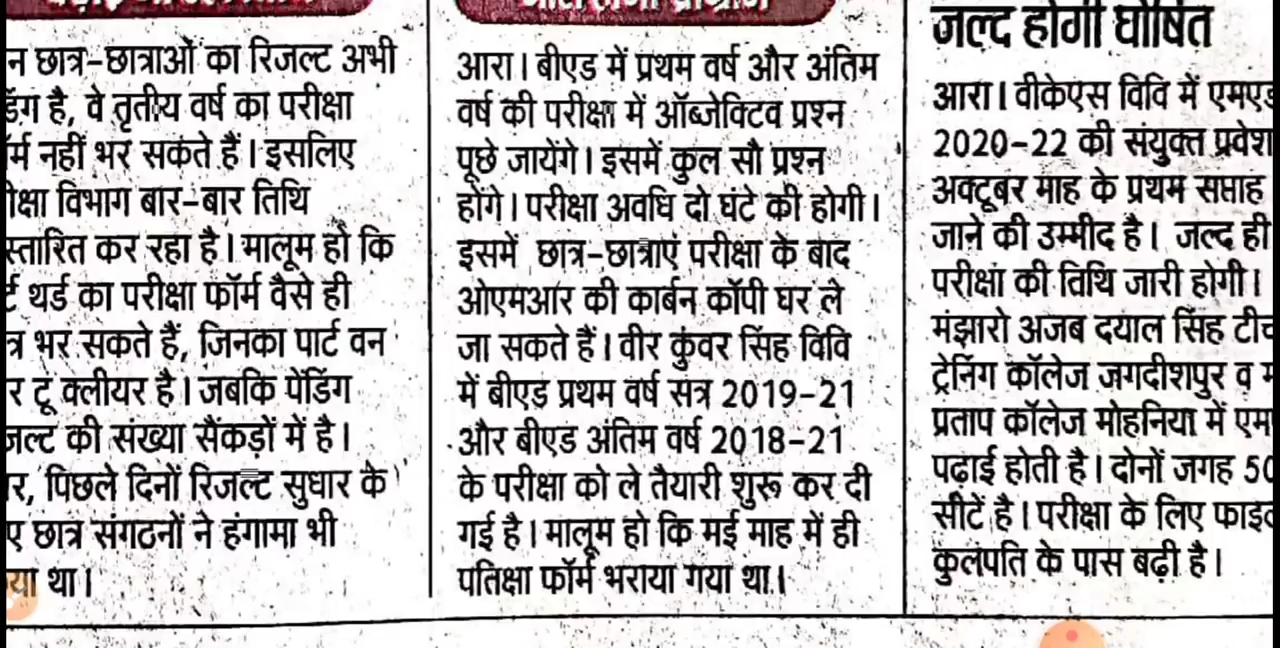 न छात्र-छात्राओं का रिजल्ट अभी
डिंग है, वे तृतीय वर्ष का परीक्षा
र्म नहीं भर सकते हैं। इसलिए
ीक्षा विभाग बार-बार तिथि
स्तारित कर रहा है। मालूम हो कि
र्ट थर्ड का परीक्षा फॉर्म वैसे ही
त्र भर सकते हैं, जिनका पार्ट वन
र टू क्लीयर है। जबकि पेंडिंग
जल्ट की संख्या सैंकड़ों में है।
र, पिछले दिनों रिजल्ट सुधार के
ए छात्र संगठनों ने हंगामा भी
या था।
आरा। बीएड में प्रथम वर्ष और अंतिम
वर्ष की परीक्षा में ऑब्जेक्टिव प्रश्न
पूछे जायेंगे। इसमें कुल सौ प्रश्न
होंगे। परीक्षा अवधि दो घंटे की होगी।
इसमें छात्र-छात्राएं परीक्षा के बाद
ओएमआर की कार्बन कॉपी घर ले
जा सकते हैं। वीर कुंवर सिंह विवि
में बीएड प्रथम वर्ष सत्र 2019-21
और बीएड अंतिम वर्ष 2018-21
के परीक्षा को ले तैयारी शुरू कर दी
गई है। मालूम हो कि मई माह में ही
पतिक्षा फॉर्म भराया गया था।
जल्द होगी घोषित
आरा। वीकेएस विवि में एमएड
2020-22 की संयुक्त प्रवेश
अक्टूबर माह के प्रथम सप्ताह
जाने की उम्मीद है। जल्द ही
परीक्षा की तिथि जारी होगी।
मंझारो अजब दयाल सिंह टीच
ट्रेनिंग कॉलेज जगदीशपुर व म
प्रताप कॉलेज मोहनिया में एम
पढ़ाई होती है। दोनों जगह 50
सीटें है। परीक्षा के लिए फाइल
कुलपति के पास बढ़ी है।